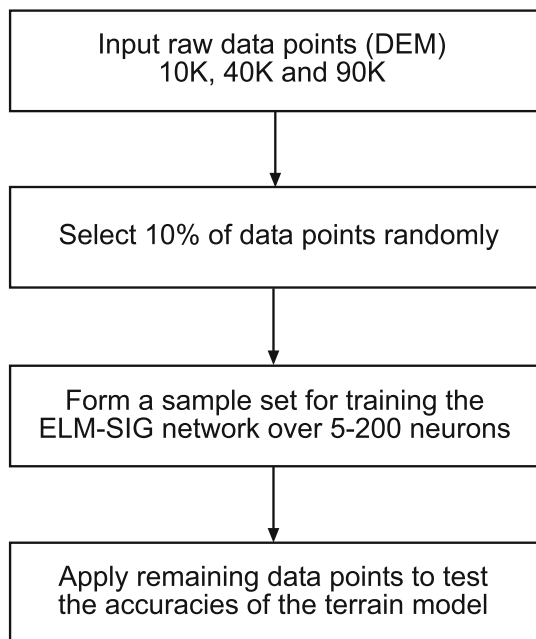 Input raw data points (DEM)
10K, 40K and 90K
Select 10% of data points randomly
Form a sample set for training the
ELM-SIG network over 5-200 neurons
Apply remaining data points to test
the accuracies of the terrain model